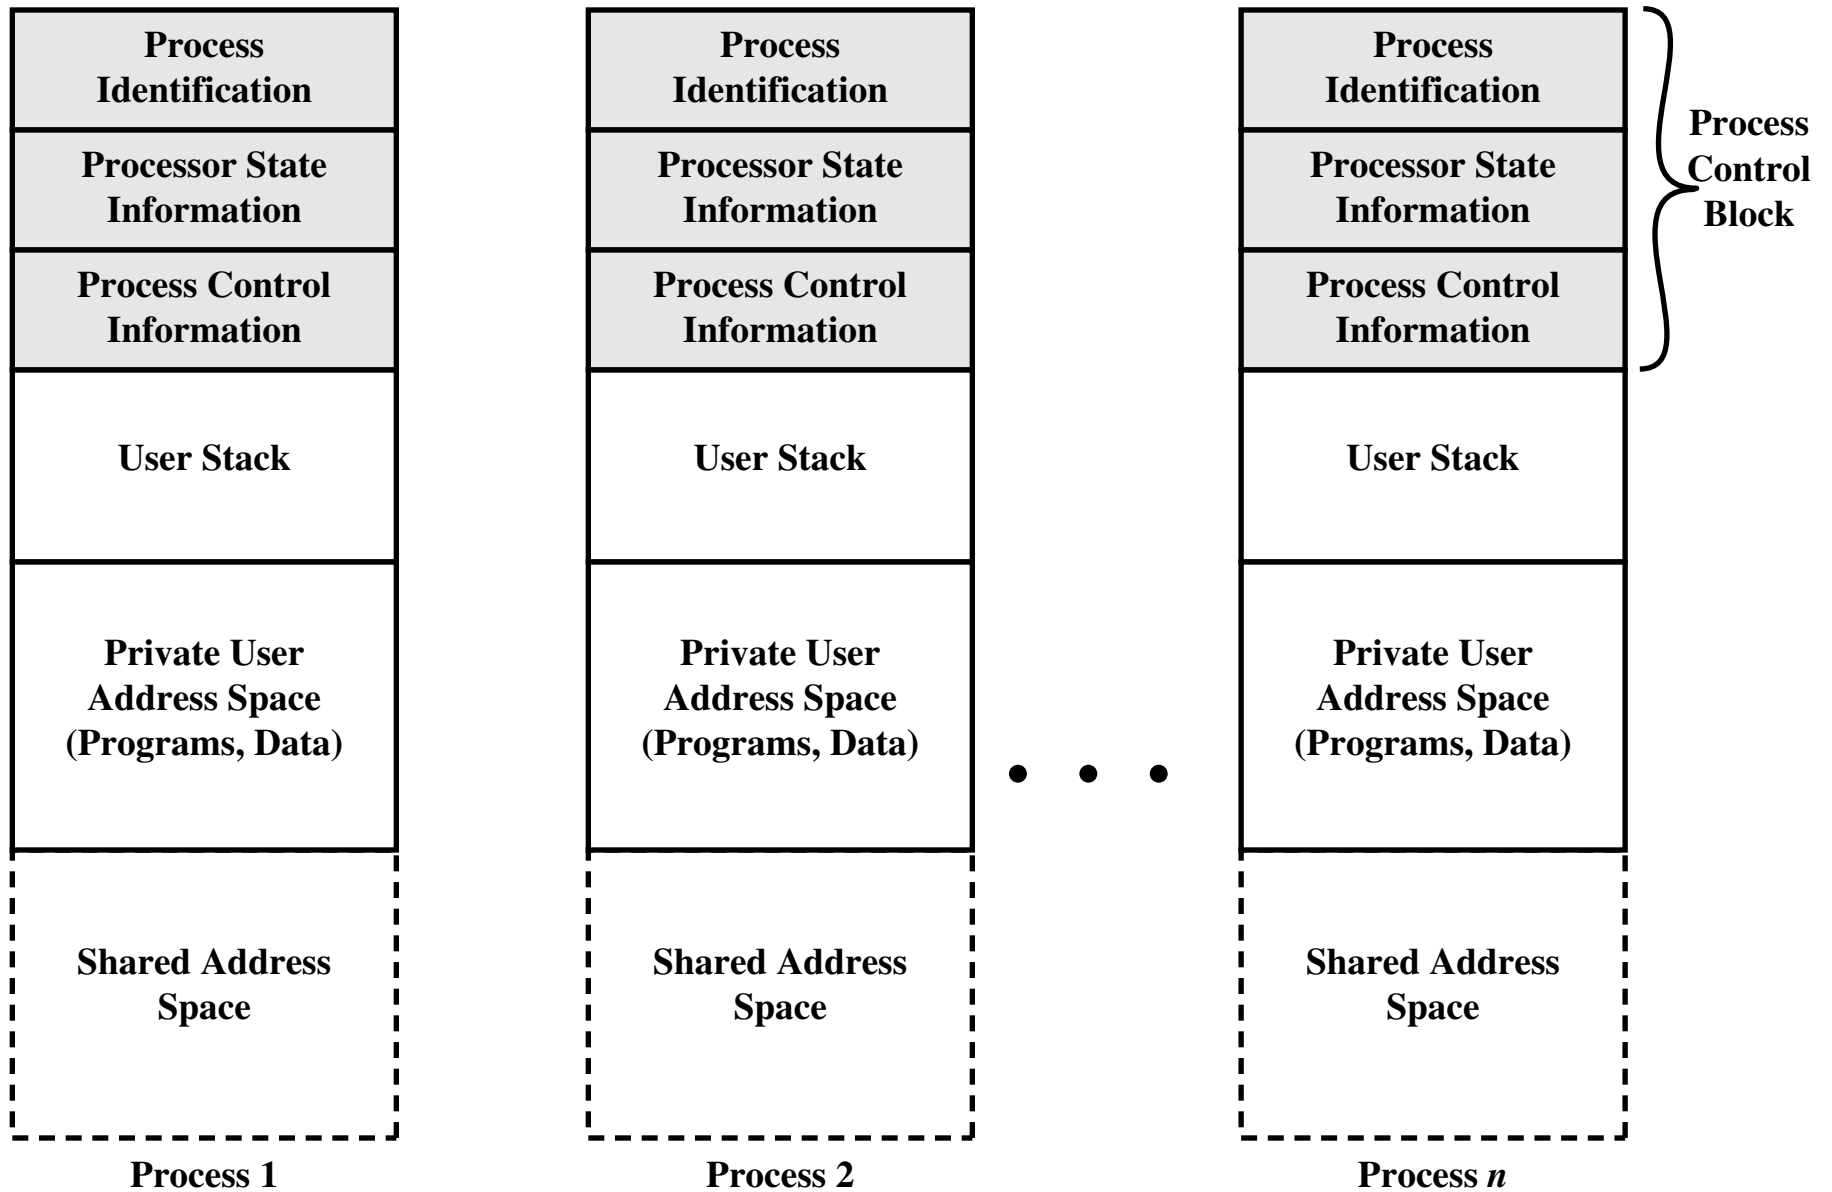 Process
Identification
Processor State
Information
Process Control
Information
User Stack
Private User
Address Space
(Programs, Data)
Shared Address
Space
Process 1
Process
Identification
Processor State
Information
Process Control
Information
User Stack
Private User
Address Space
(Programs, Data)
Shared Address
Space
Process 2
• • •
Process
Identification
Processor State
Information
Process Control
Information
User Stack
Private User
Address Space
(Programs, Data)
Shared Address
Space
Process n
Process
Control
Block